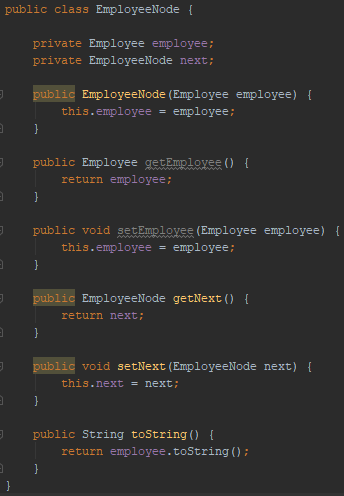 public class EmployeeNode {
private Employee employee;
private EmployeeNode next;
public EmployeeNode(Employee employee) {
this.employee = employee;
}
public Employee getEmployee() {
return employee;
}
public void setEmployee(Employee employee) {
this.employee = employee;
}
public EmployeeNode getNext() {
return next;
}
public void setNext(EmployeeNode next) {
this.next = next;
}
public String toString() {
return employee.toString();
}
}